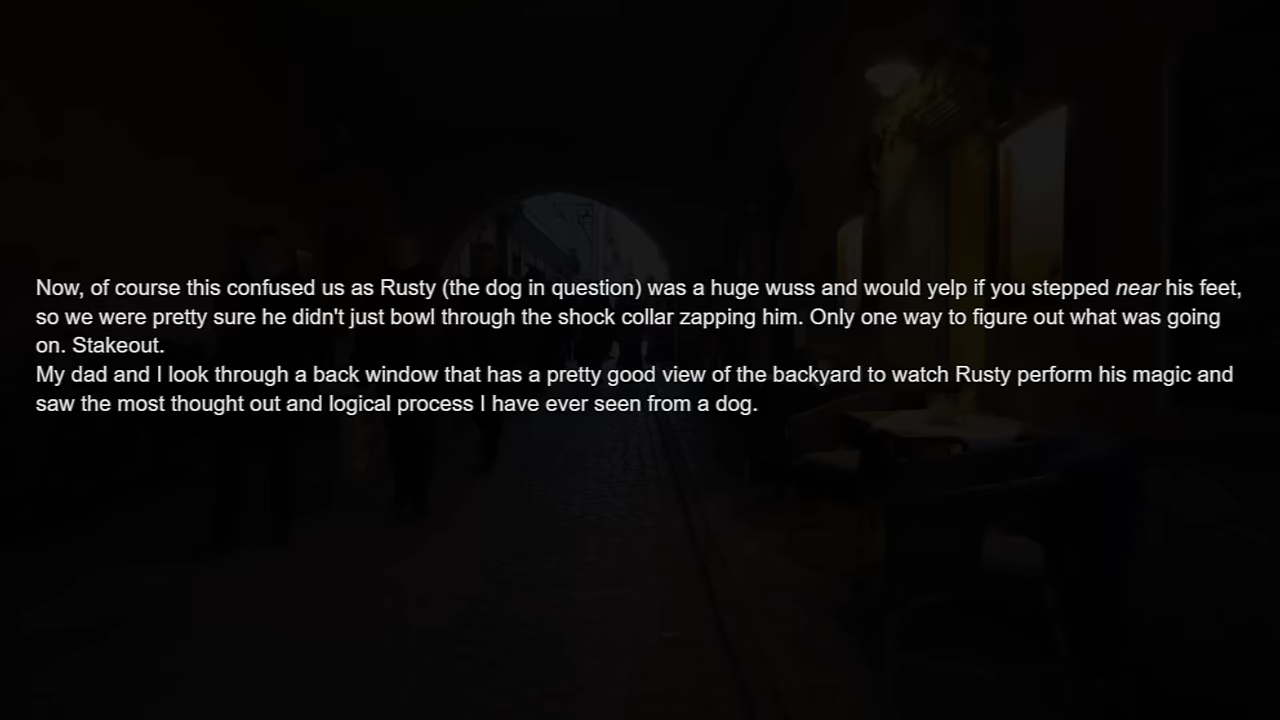 Now, of course this confused us as Rusty (the dog in question) was a huge wuss and would yelp if you stepped near his feet,
so we were pretty sure he didn't just bowl through the shock collar zapping him. Only one way to figure out what was going
on. Stakeout.
My dad and I look through a back window that has a pretty good view of the backyard to watch Rusty perform his magic and
saw the most thought out and logical process I have ever seen from a dog.